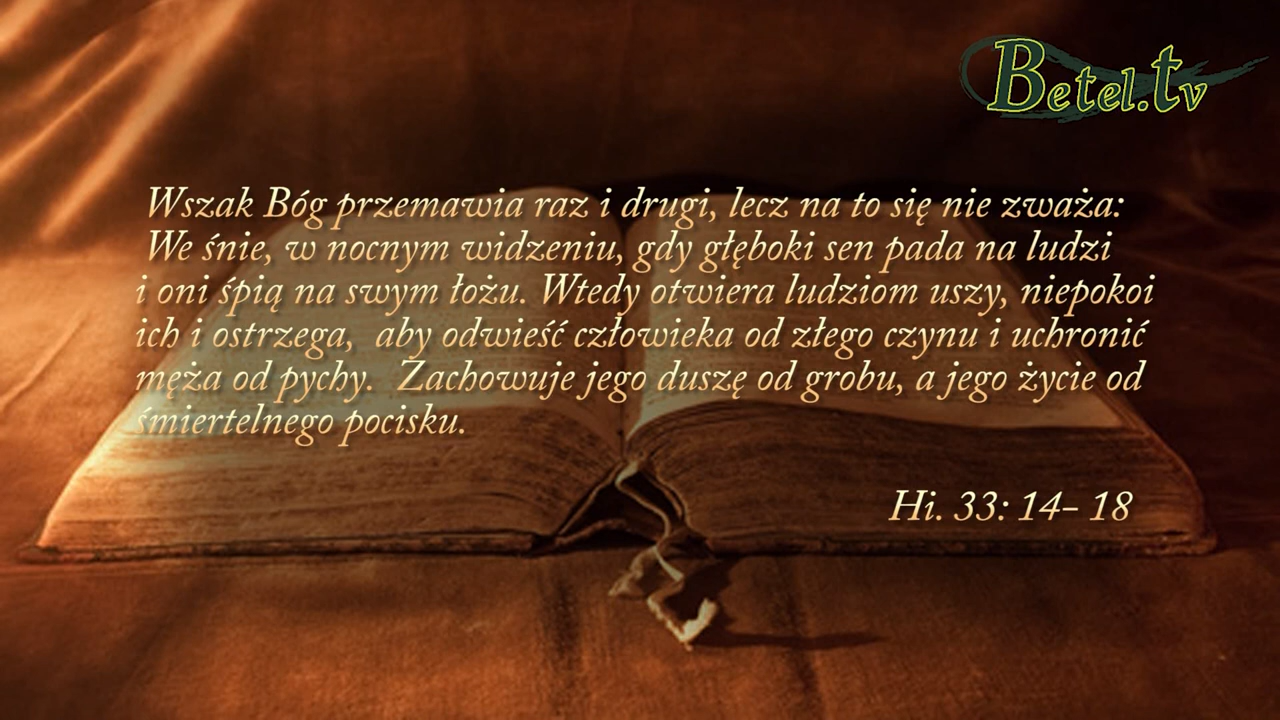 Betel.tv
Wszak Bóg przemawia raz i drugi, lecz na to się nie zważa:
We śnie, w nocnym widzeniu, gdy głęboki sen pada na ludzi
i oni śpią na swym łożu. Wtedy otwiera ludziom uszy, niepokoi
ich i ostrzega,  aby odwieść człowieka od złego czynu i uchronić
męża od pychy.  Zachowuje jego duszę od grobu, a jego życie od
śmiertelnego pocisku.
Hi. 33: 14- 18